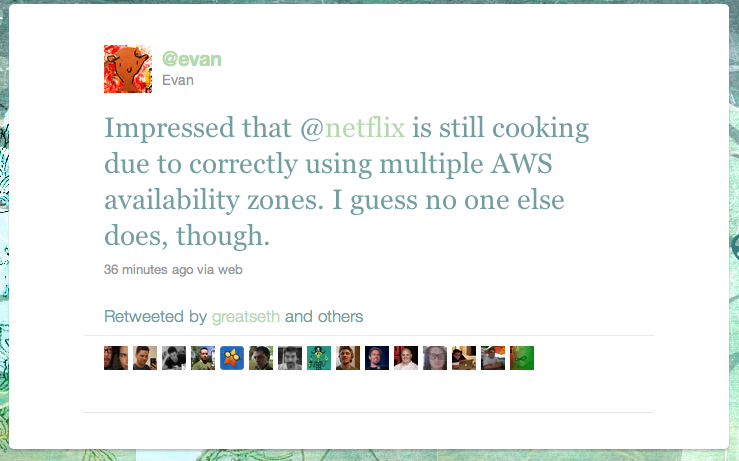 @evan
Evan
Impressed that @netflix is still cooking
due to correctly using multiple AWS
availability zones. I guess no one else
does, though.
36 minutes ago via web
Retweeted by greatseth and others